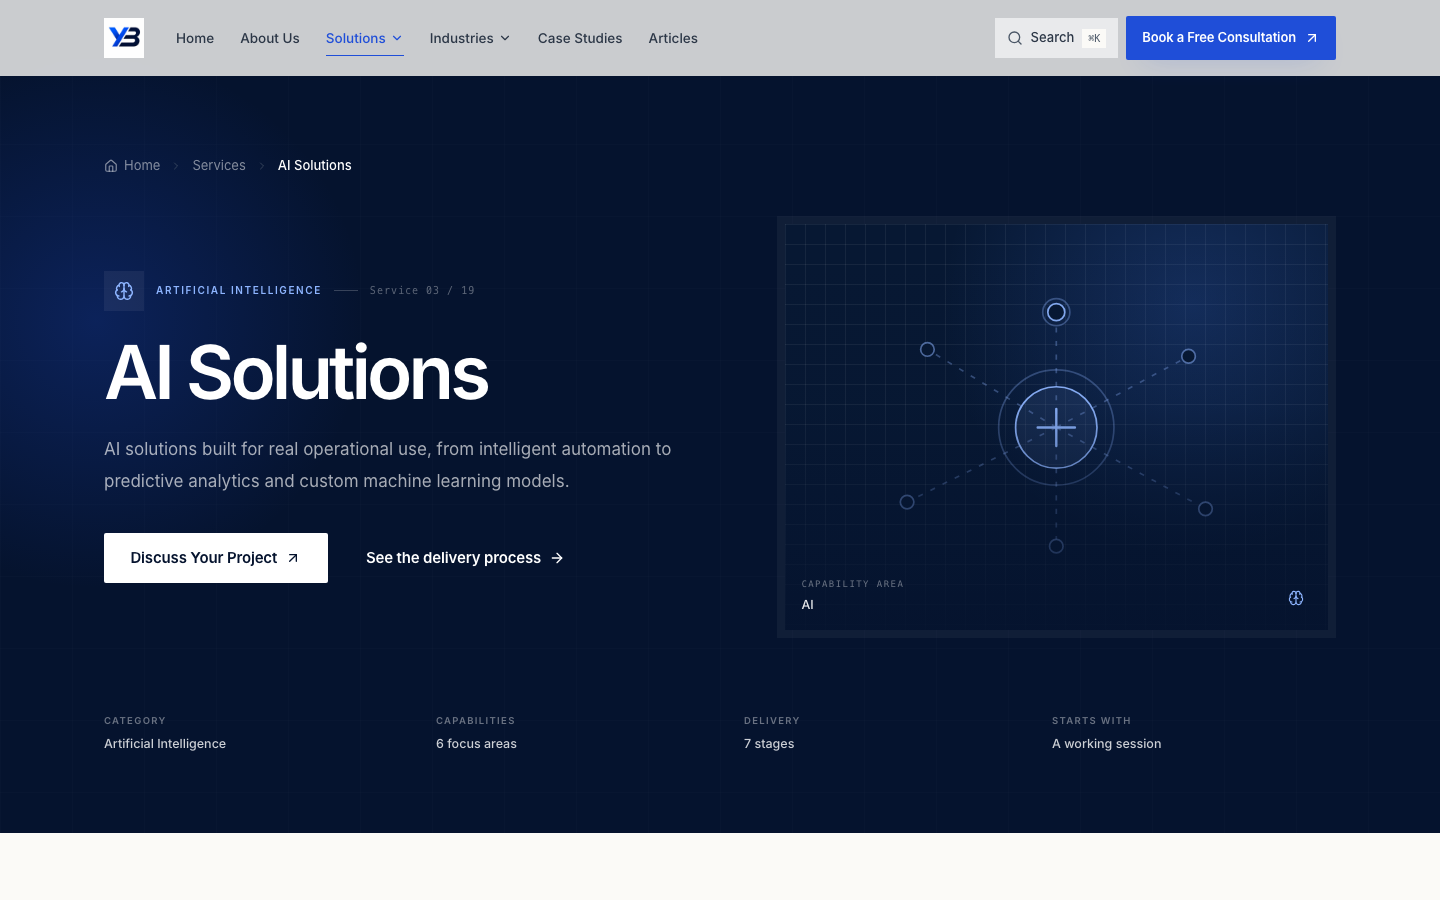 YB
Home
About Us
Solutions
Industries
Case Studies
Articles
Search ⌘K
Book a Free Consultation
Home
Services
AI Solutions
ARTIFICIAL INTELLIGENCE
Service 03 / 19
AI Solutions
AI solutions built for real operational use, from intelligent automation to
predictive analytics and custom machine learning models.
Discuss Your Project
See the delivery process
CAPABILITY AREA
AI
CATEGORY
Artificial Intelligence
CAPABILITIES
6 focus areas
DELIVERY
7 stages
STARTS WITH
A working session